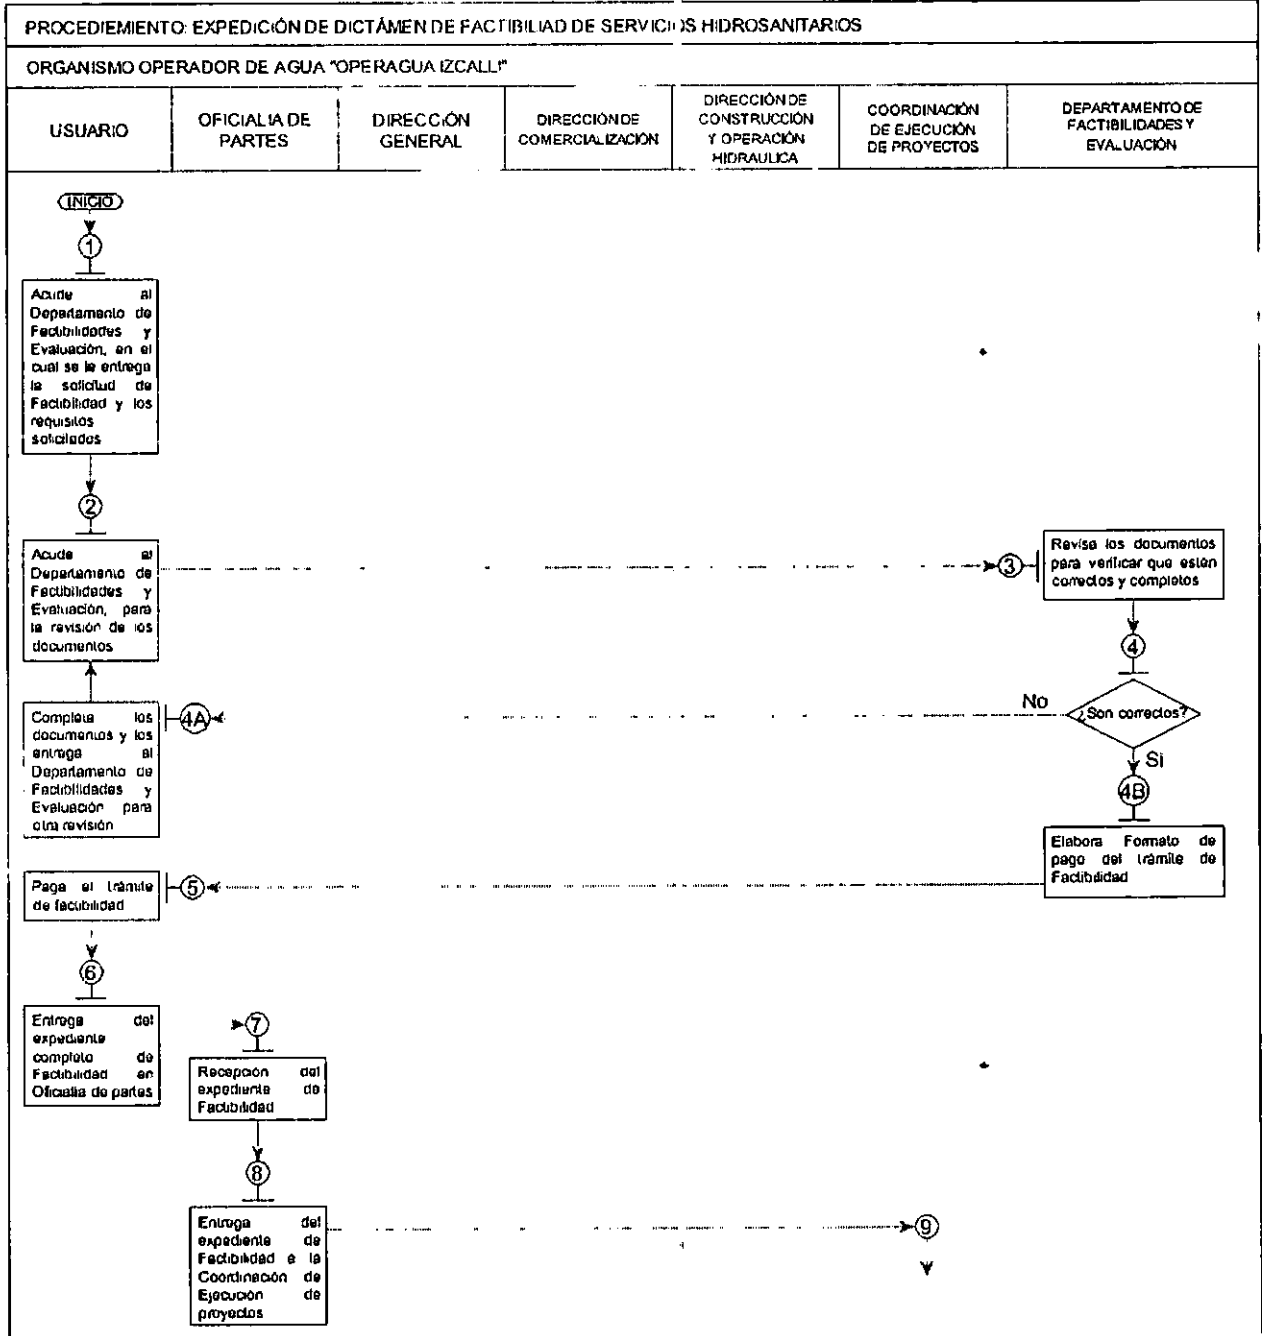 PROCEDIEMIENTO: EXPEDICIÓN DE DICTÁMEN DE FACTIBILIAD DE SERVICIOS HIDROSANITARIOS
ORGANISMO OPERADOR DE AGUA "OPERAGUA IZCALLI"
USUARIO
OFICIALIA DE
PARTES
DIRECCIÓN
GENERAL
DIRECCIÓN DE
COMERCIALIZACIÓN
DIRECCIÓN DE
CONSTRUCCIÓN
Y OPERACIÓN
HIDRAULICA
COORDINACIÓN
DE EJECUCIÓN
DE PROYECTOS
DEPARTAMENTO DE
FACTIBILIDADES Y
EVALUACIÓN
INICIO
1
Acude al
Departamento de
Factibilidades y
Evaluación, en el
cual se le entrega
la solicitud de
Factibilidad y los
requisitos
solicitados
2
Acude al
Departamento de
Factibilidades y
Evaluación, para
la revisión de los
documentos
3
Revisa los documentos
para verificar que estén
correctos y completos
4
¿Son correctos?
No
Si
4A
Completa los
documentos y los
entrega al
Departamento de
Factibilidades y
Evaluación para
otra revisión
4B
Elabora Formato de
pago del trámite de
Factibilidad
5
Paga el trámite
de factibilidad
6
Entrega del
expediente
completo de
Factibilidad en
Oficialia de partes
7
Recepción del
expediente de
Factibilidad
8
Entrega del
expediente de
Factibilidad a la
Coordinación de
Ejecución de
proyectos
9